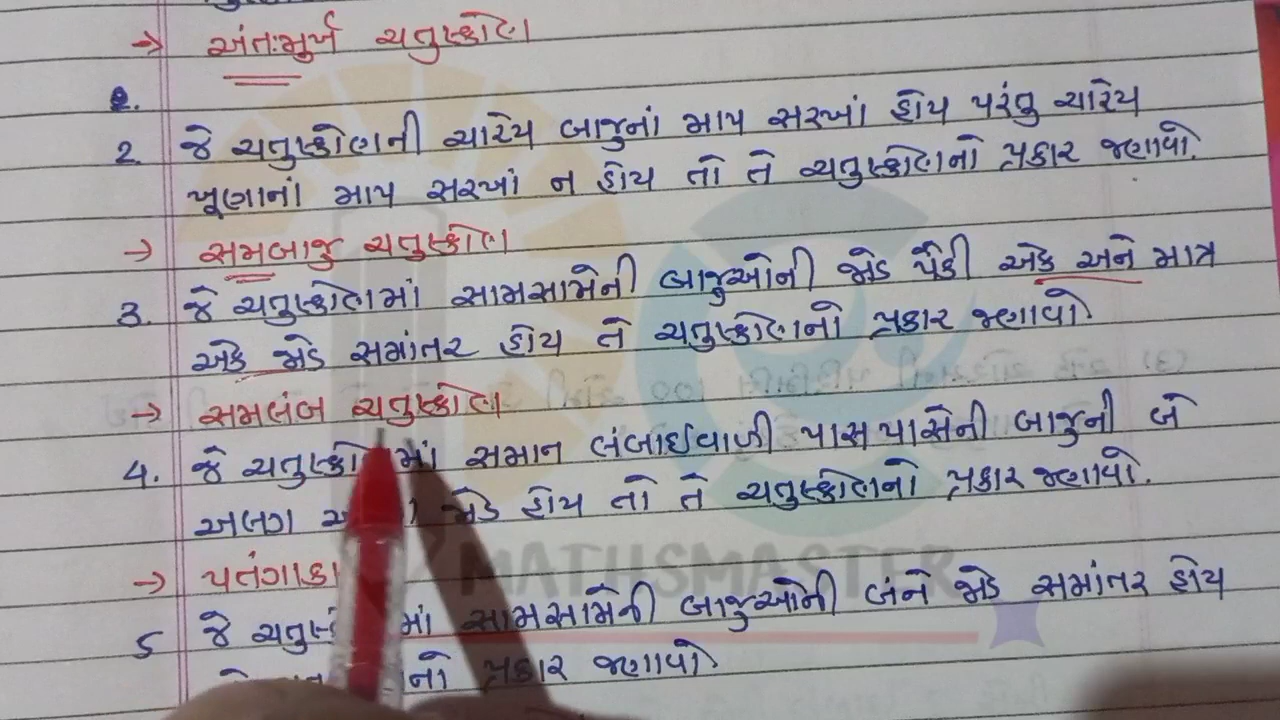 → અંતઃમુર્ખ ચતુષ્કોણ
2. જે ચતુષ્કોણની ચારેય બાજુનાં માપ સરખાં હોય પરંતુ ચારેય
ખૂણાનાં માપ સરખાં ન હોય તો તે ચતુષ્કોણનો પ્રકાર જણાવો.
→ સમબાજુ ચતુષ્કોણ
3. જે ચતુષ્કોણમાં સામસામેની બાજુઓની જોડ પૈકી એક અને માત્ર
એક જોડ સમાંતર હોય તે ચતુષ્કોણનો પ્રકાર જણાવો
→ સમલંબ ચતુષ્કોણ
4. જે ચતુષ્કોણમાં સમાન લંબાઈવાળી પાસપાસેની બાજુની બે
અલગ જોડ હોય તો તે ચતુષ્કોણનો પ્રકાર જણાવો.
→ પતંગાકા
5 જે સામસામેની બાજુઓની બંને જોડ સમાંતર હોય
પ્રકાર જણાવો
MATHSMASTER